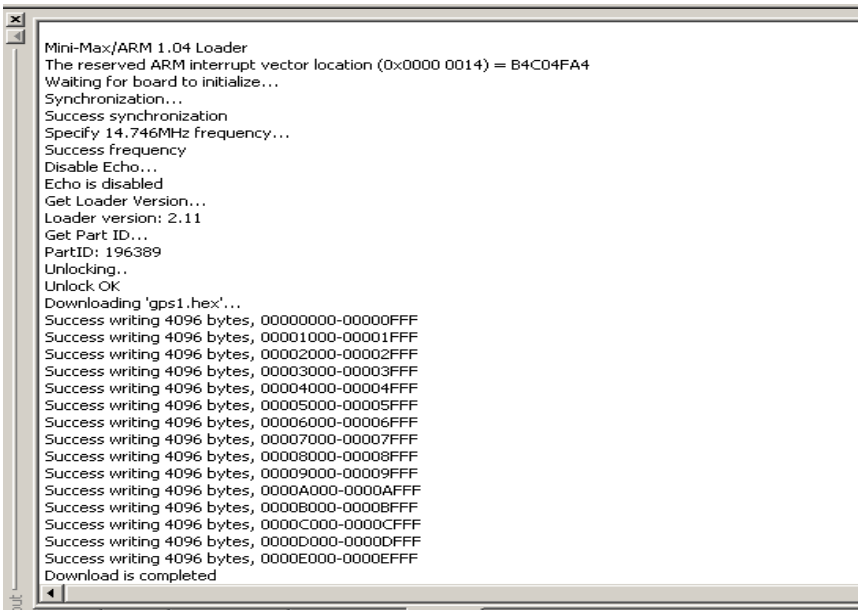 Mini-Max/ARM 1.04 Loader
The reserved ARM interrupt vector location (0x0000 0014) = B4C04FA4
Waiting for board to initialize...
Synchronization...
Success synchronization
Specify 14.746MHz frequency...
Success frequency
Disable Echo...
Echo is disabled
Get Loader Version...
Loader version: 2.11
Get Part ID...
PartID: 196389
Unlocking..
Unlock OK
Downloading 'gps1.hex'...
Success writing 4096 bytes, 00000000-00000FFF
Success writing 4096 bytes, 00001000-00001FFF
Success writing 4096 bytes, 00002000-00002FFF
Success writing 4096 bytes, 00003000-00003FFF
Success writing 4096 bytes, 00004000-00004FFF
Success writing 4096 bytes, 00005000-00005FFF
Success writing 4096 bytes, 00006000-00006FFF
Success writing 4096 bytes, 00007000-00007FFF
Success writing 4096 bytes, 00008000-00008FFF
Success writing 4096 bytes, 00009000-00009FFF
Success writing 4096 bytes, 0000A000-0000AFFF
Success writing 4096 bytes, 0000B000-0000BFFF
Success writing 4096 bytes, 0000C000-0000CFFF
Success writing 4096 bytes, 0000D000-0000DFFF
Success writing 4096 bytes, 0000E000-0000EFFF
Download is completed